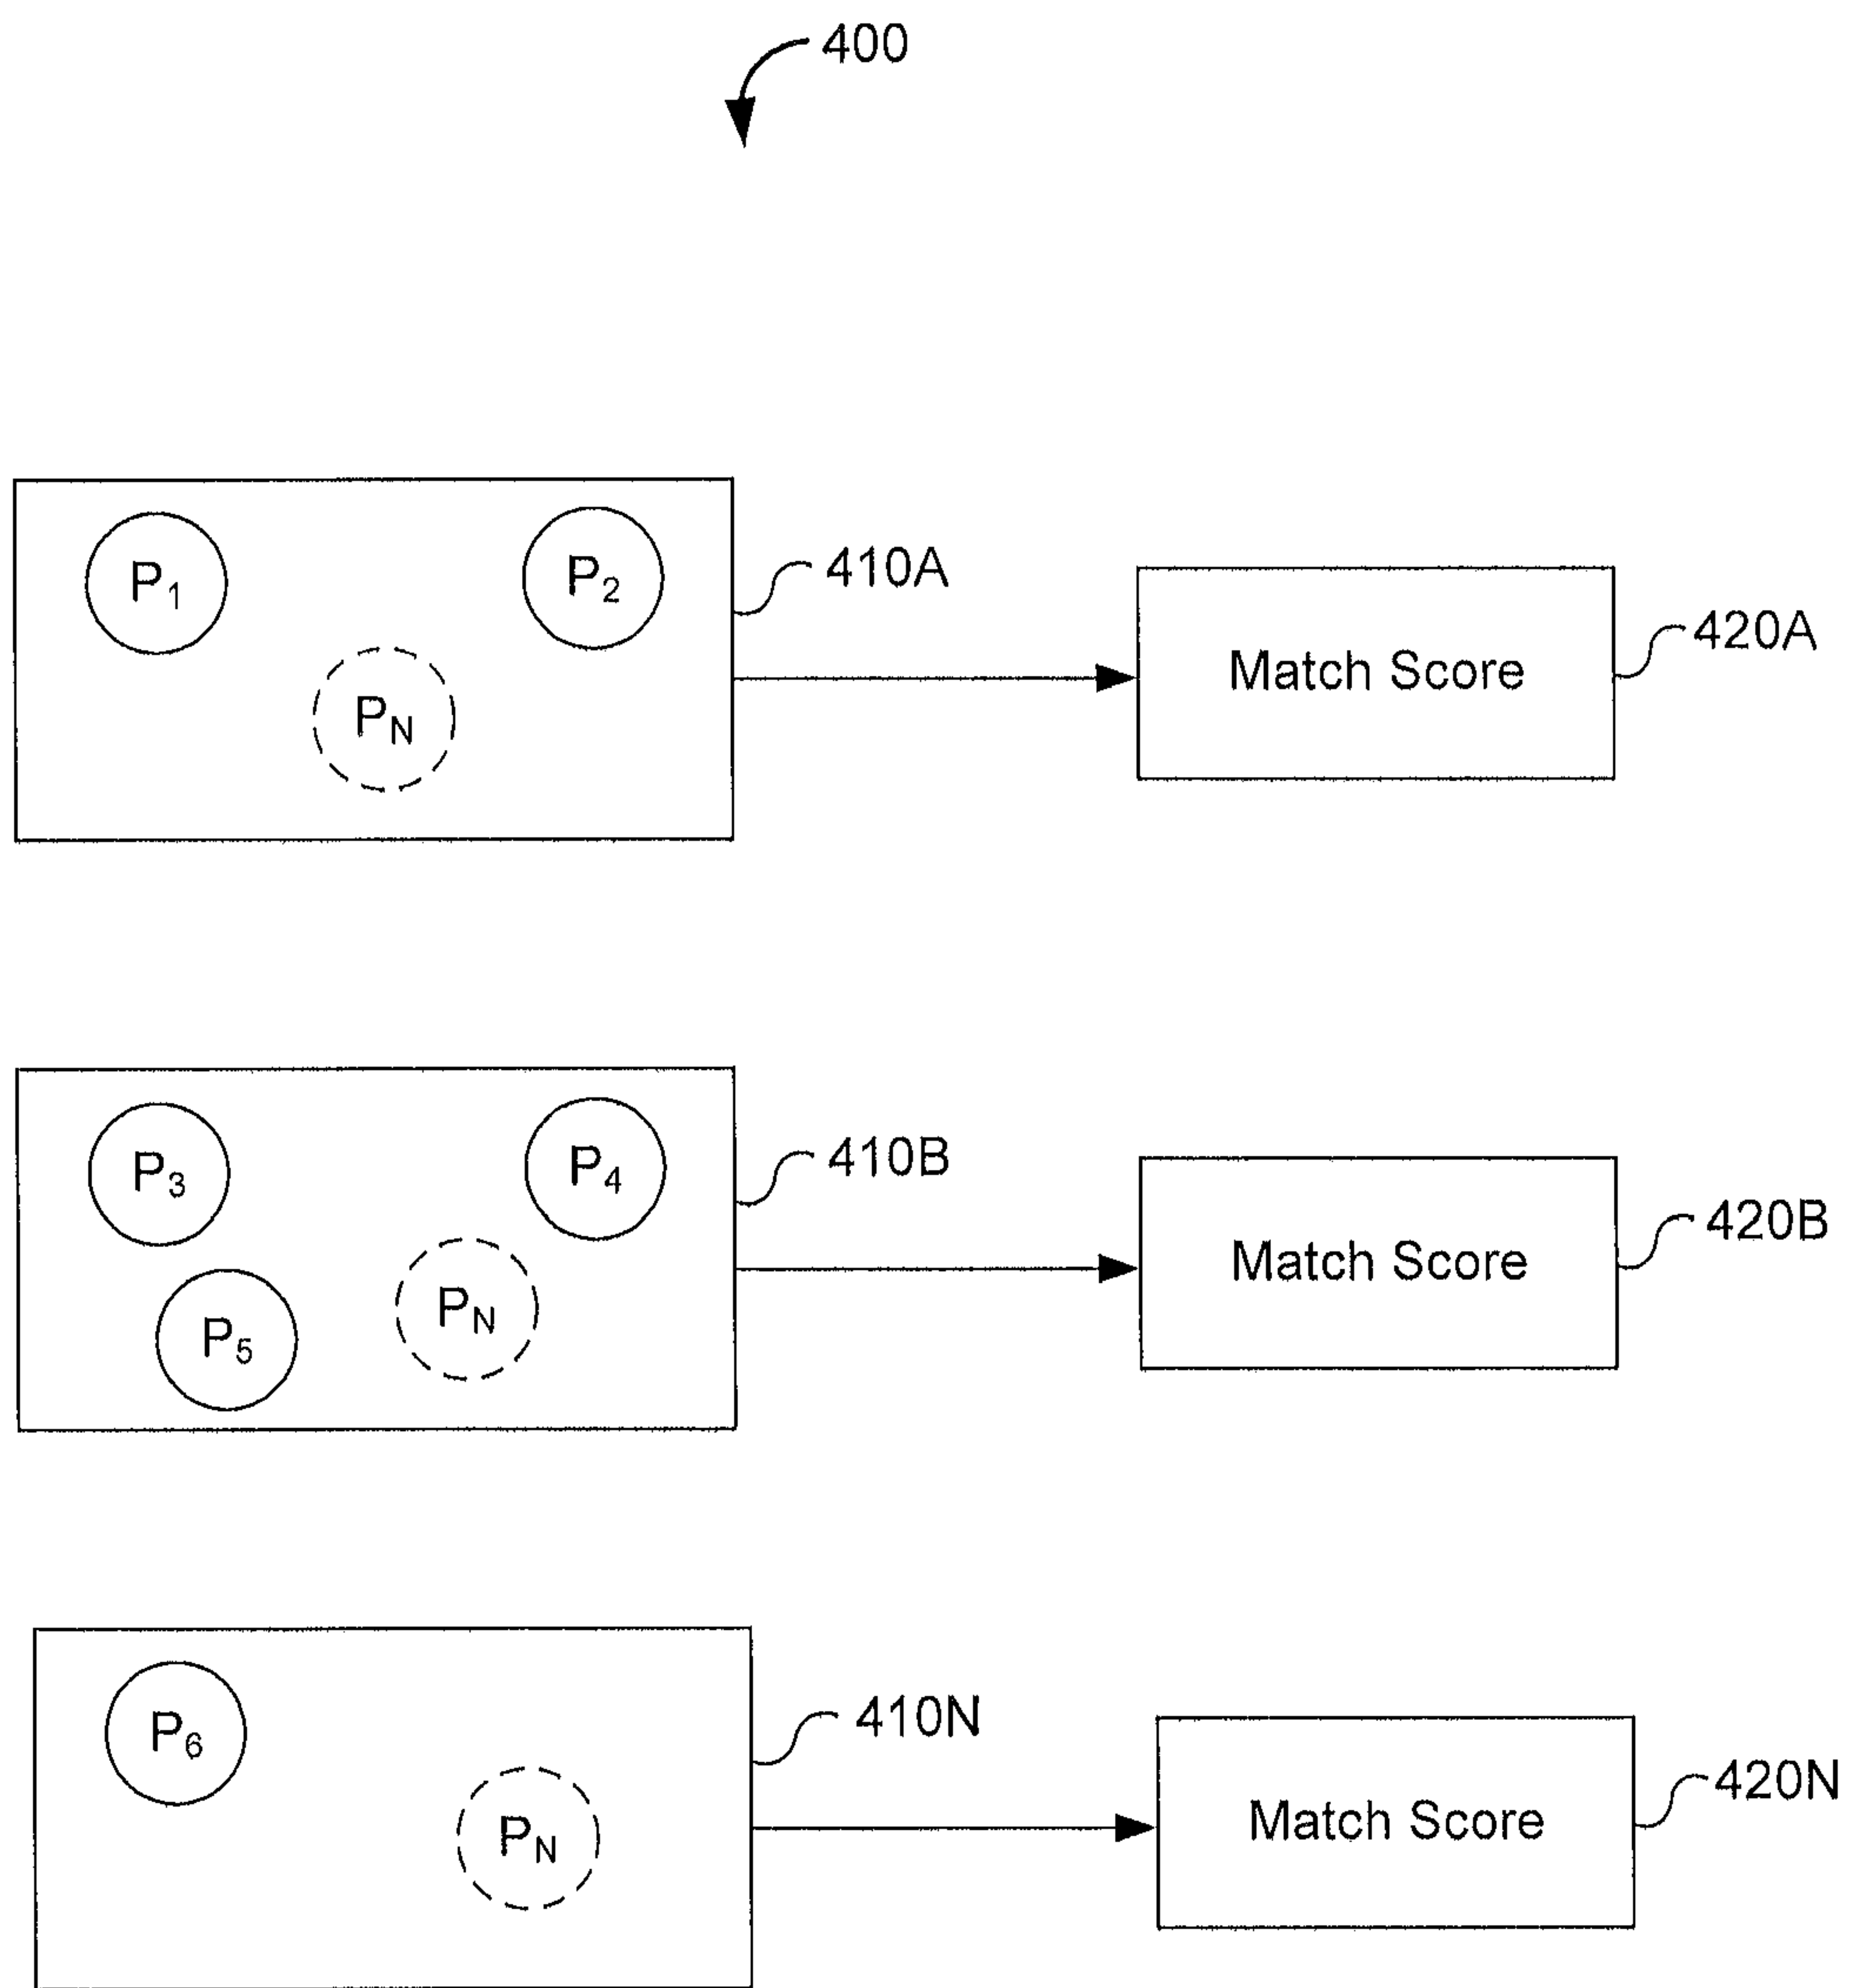 400
P1
P2
410A
PN
Match Score
420A
P3
P4
410B
P5
PN
Match Score
420B
P6
410N
PN
Match Score
420N